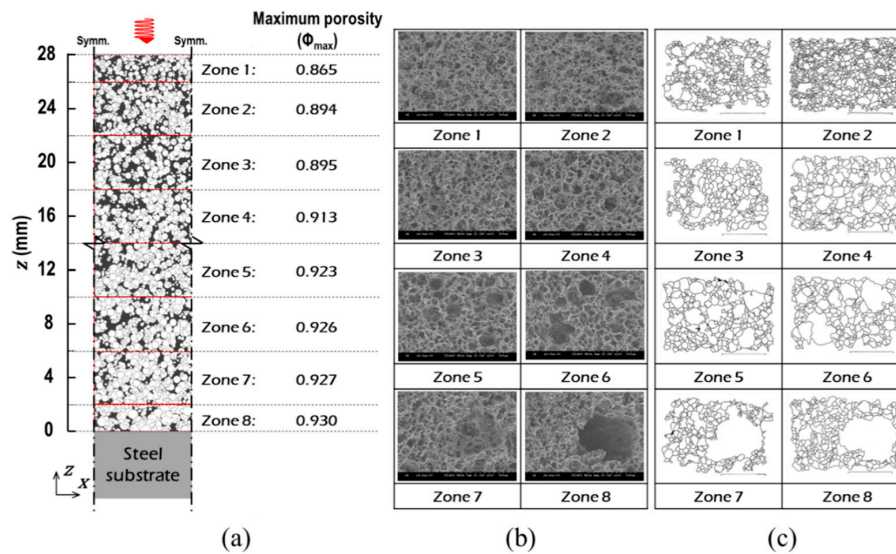 Symm.
Symm.
Maximum porosity
(Φmax)
28
24
20
16
12
8
4
0
z (mm)
Zone 1: 0.865
Zone 2: 0.894
Zone 3: 0.895
Zone 4: 0.913
Zone 5: 0.923
Zone 6: 0.926
Zone 7: 0.927
Zone 8: 0.930
Steel
substrate
z
x
(a)
Zone 1 Zone 2
Zone 3 Zone 4
Zone 5 Zone 6
Zone 7 Zone 8
(b)
Zone 1 Zone 2
Zone 3 Zone 4
Zone 5 Zone 6
Zone 7 Zone 8
(c)